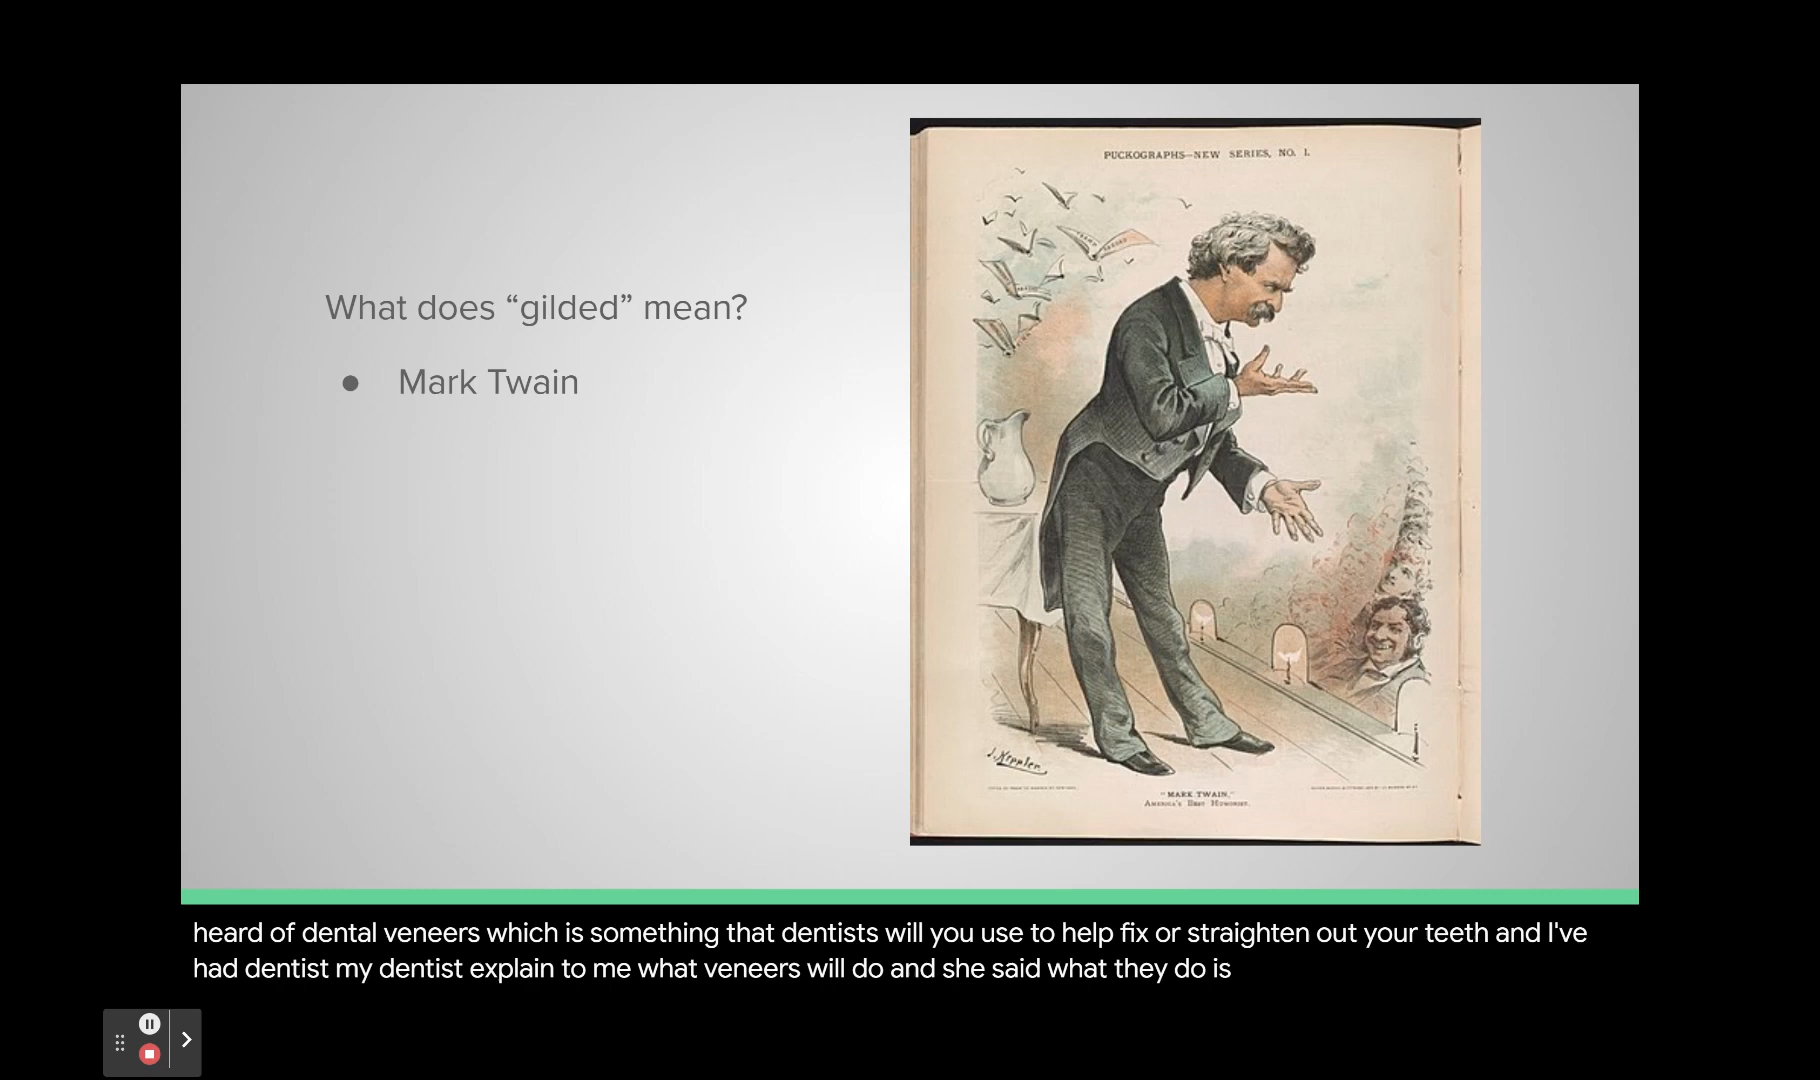 PUCKOGRAPHS—NEW SERIES, NO. 1.
What does “gilded” mean?
● Mark Twain
J. Keppler
"MARK TWAIN,"
AMERICA'S BEST HUMORIST.
heard of dental veneers which is something that dentists will you use to help fix or straighten out your teeth and I've
had dentist my dentist explain to me what veneers will do and she said what they do is